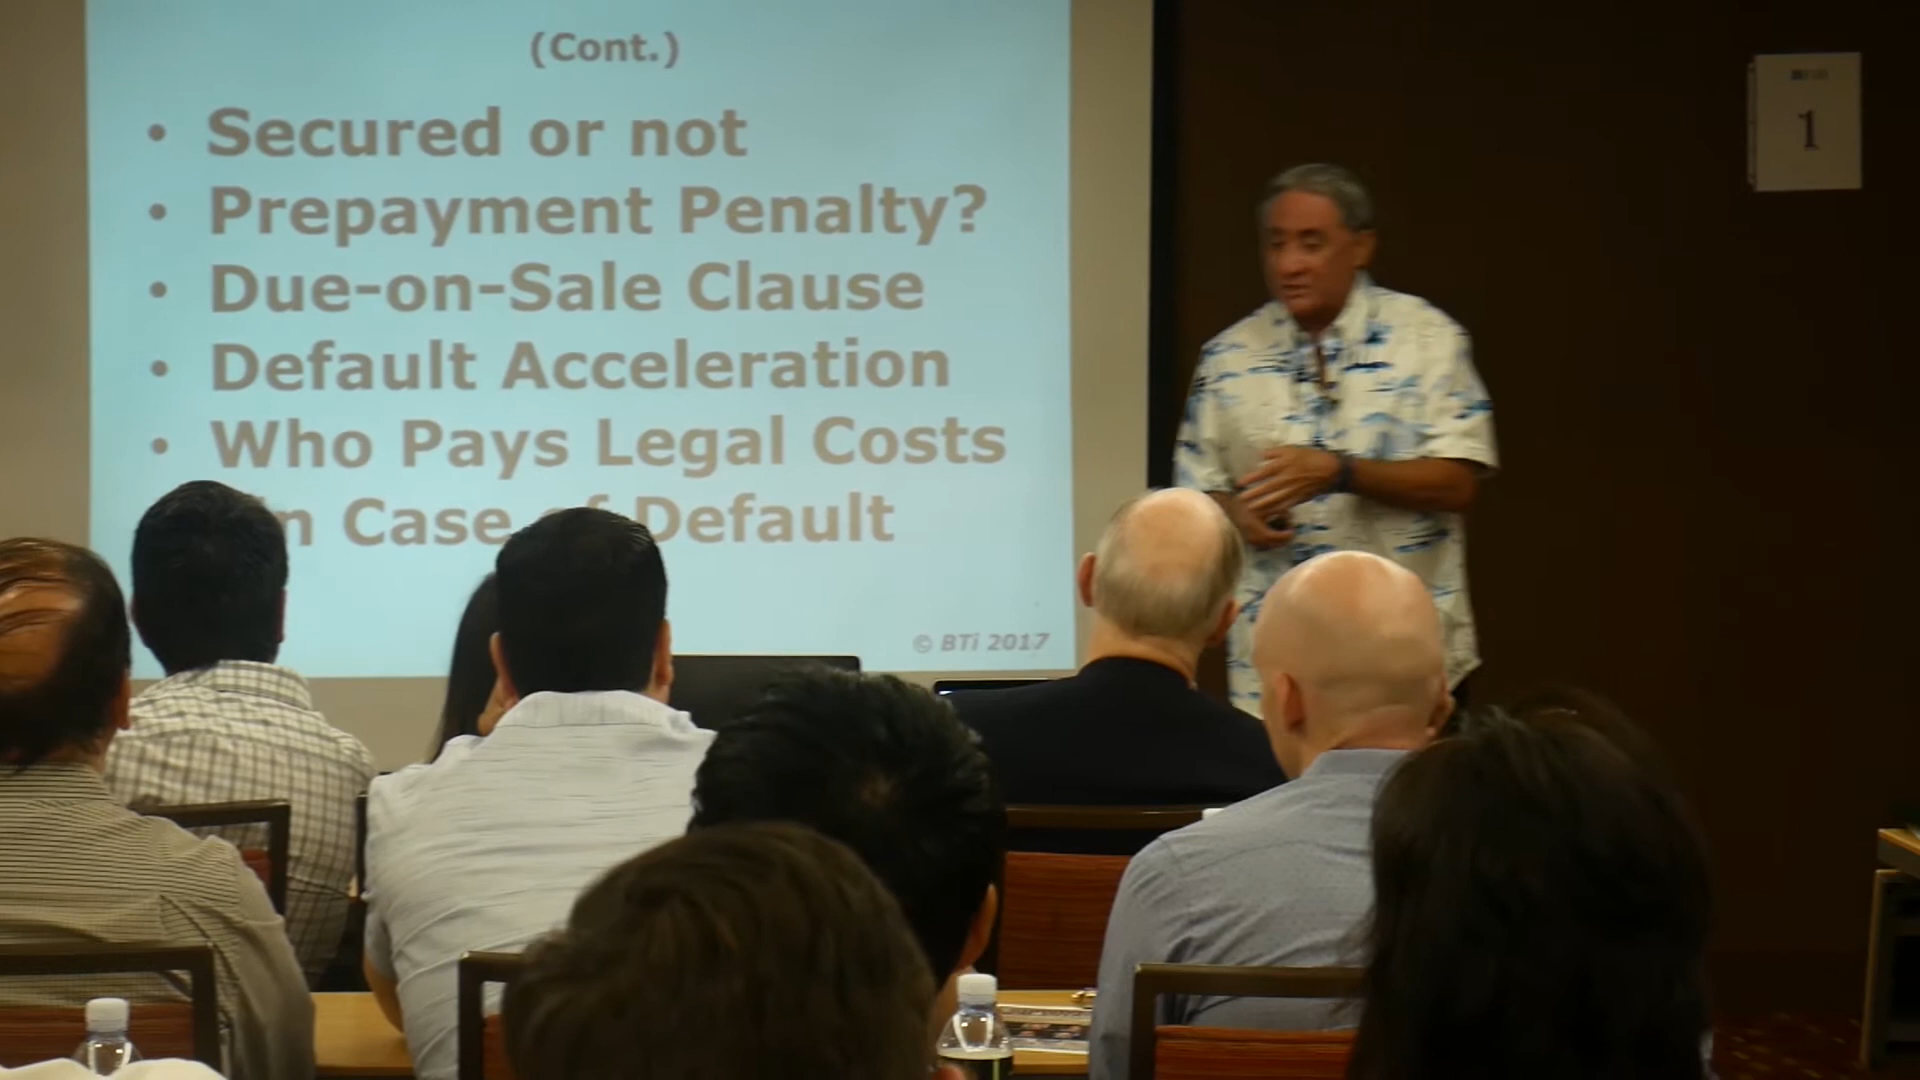 (Cont.)
• Secured or not
• Prepayment Penalty?
• Due-on-Sale Clause
• Default Acceleration
• Who Pays Legal Costs
in Case of Default
© BTi 2017
1